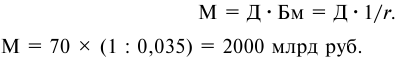 М = Д · Бм = Д · 1/r.
М = 70 × (1 : 0,035) = 2000 млрд руб.